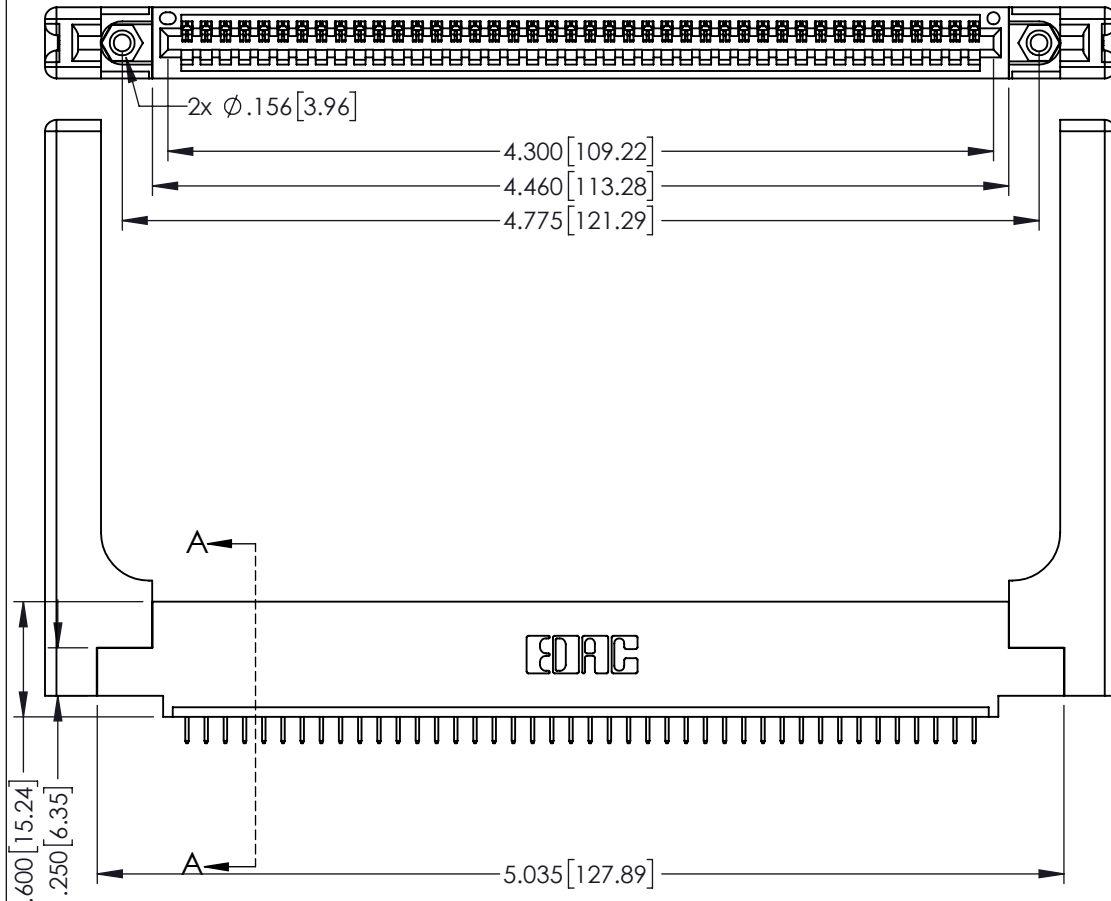 2x Ø .156[3.96]
4.300[109.22]
4.460[113.28]
4.775[121.29]
A
EDAC
.600[15.24]
.250[6.35]
A
5.035[127.89]